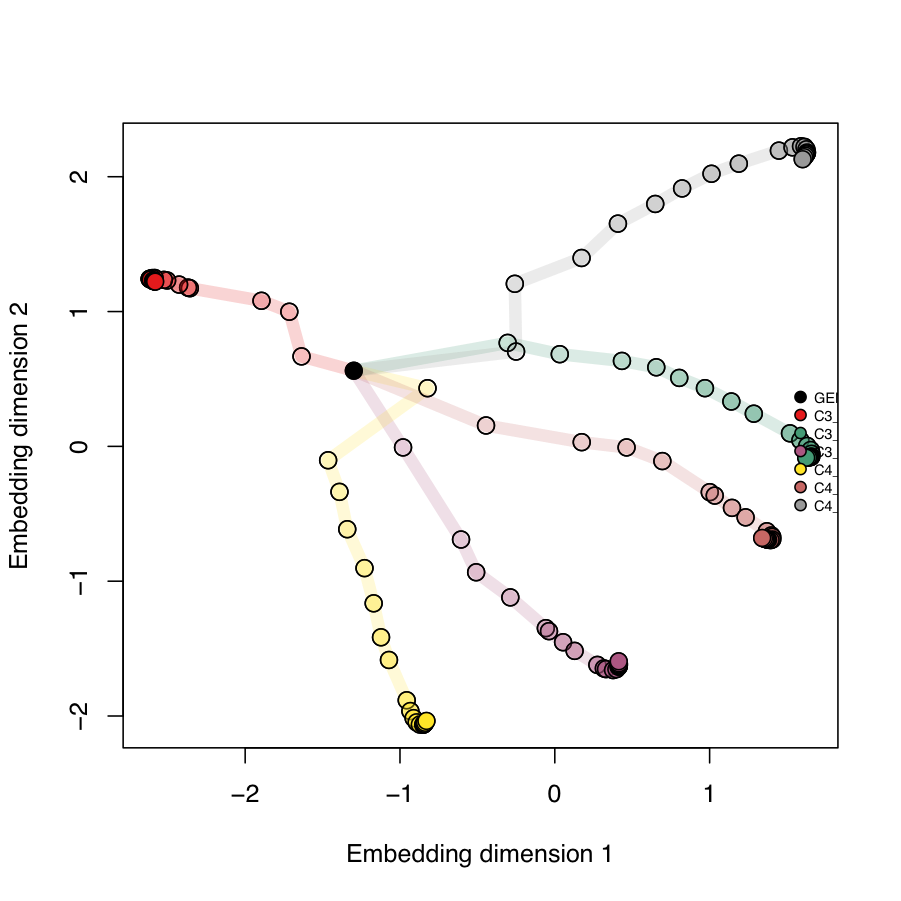 2
1
0
−1
−2
Embedding dimension 2
C3_
C3_
C3_
C4_
C4_
C4_
−2
−1
0
1
Embedding dimension 1